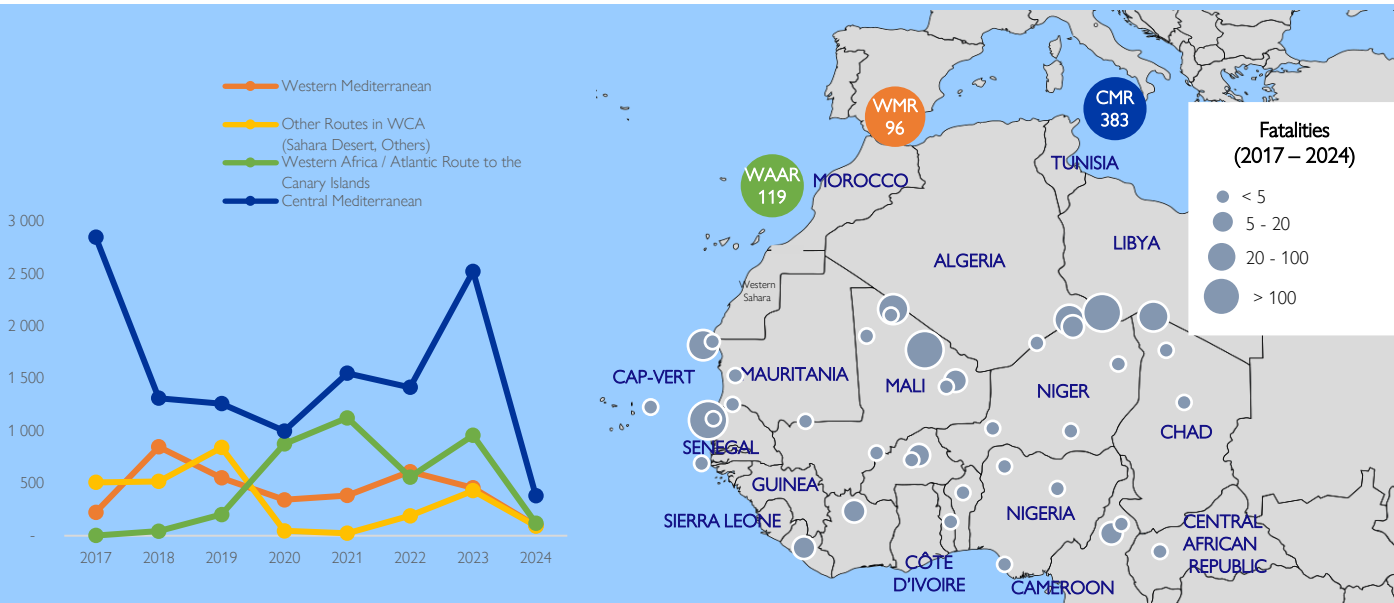 Western Mediterranean
Other Routes in WCA
(Sahara Desert, Others)
Western Africa / Atlantic Route to the
Canary Islands
Central Mediterranean
3 000
2 500
2 000
1 500
1 000
500
-
2017
2018
2019
2020
2021
2022
2023
2024
WMR
96
CMR
383
WAAR
119
Fatalities
(2017 – 2024)
< 5
5 - 20
20 - 100
> 100
MOROCCO
TUNISIA
ALGERIA
LIBYA
Western
Sahara
CAP-VERT
MAURITANIA
MALI
NIGER
CHAD
SENEGAL
GUINEA
SIERRA LEONE
NIGERIA
CÔTE
D'IVOIRE
CAMEROON
CENTRAL
AFRICAN
REPUBLIC